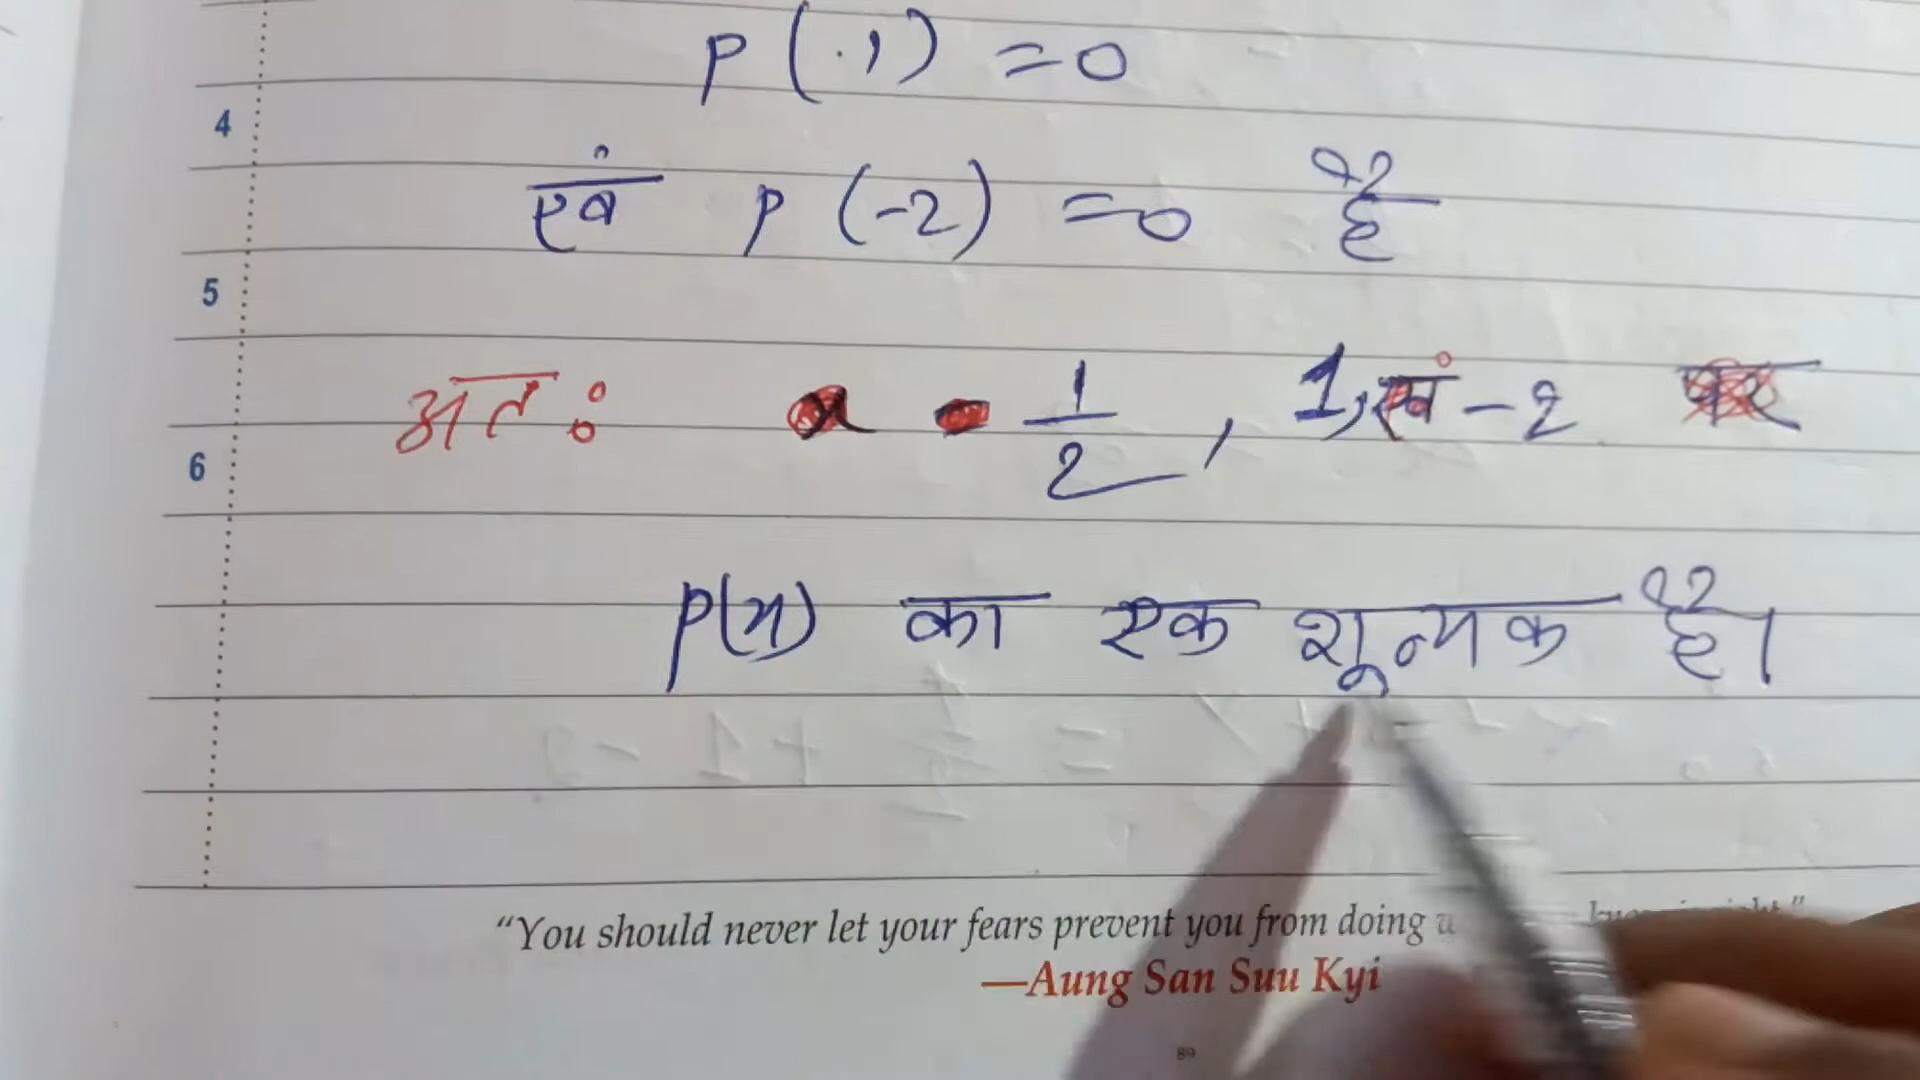 p(1) =0
4
एवं p(-2) =0 है
5
अतः 1/2, 1, एवं -2
6
p(x) का एक शून्यक है।
“You should never let your fears prevent you from doing
—Aung San Suu Kyi
89